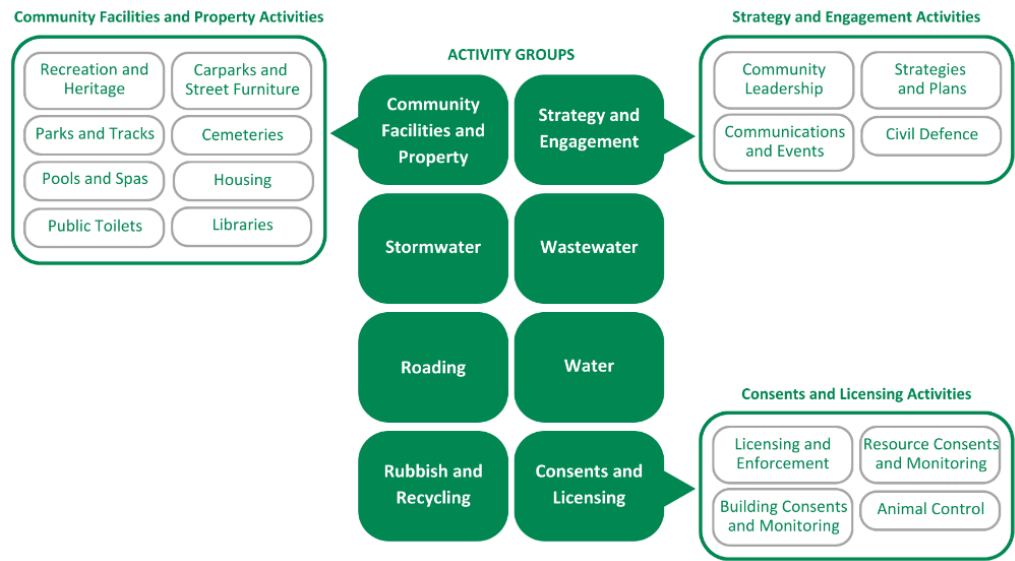 Community Facilities and Property Activities
Recreation and
Heritage
Carparks and
Street Furniture
Parks and Tracks
Cemeteries
Pools and Spas
Housing
Public Toilets
Libraries
ACTIVITY GROUPS
Community
Facilities and
Property
Strategy and
Engagement
Stormwater
Wastewater
Roading
Water
Rubbish and
Recycling
Consents and
Licensing
Strategy and Engagement Activities
Community
Leadership
Strategies
and Plans
Communications
and Events
Civil Defence
Consents and Licensing Activities
Licensing and
Enforcement
Resource Consents
and Monitoring
Building Consents
and Monitoring
Animal Control